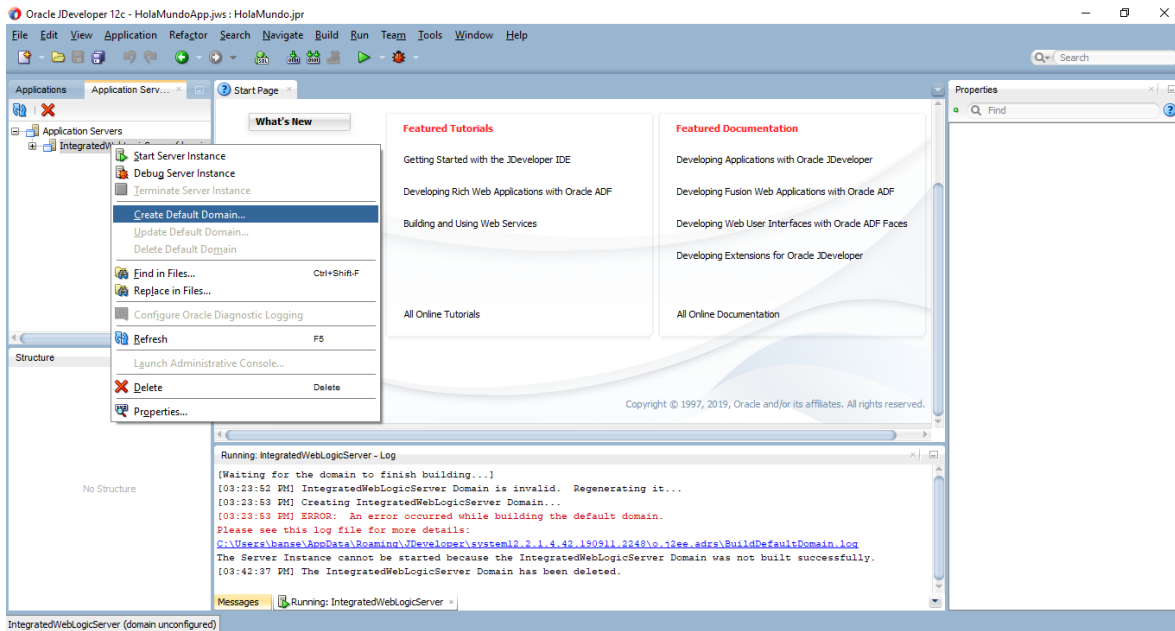 Oracle JDeveloper 12c - HolaMundoApp.jws : HolaMundo.jpr
File Edit View Application Refactor Search Navigate Build Run Team Tools Window Help
Search
Applications
Application Serv...
Application Servers
Start Server Instance
Debug Server Instance
Terminate Server Instance
Create Default Domain...
Update Default Domain...
Delete Default Domain
Find in Files... Ctrl+Shift-F
Replace in Files...
Configure Oracle Diagnostic Logging
Refresh F5
Launch Administrative Console...
Delete Delete
Properties...
Structure
No Structure
Start Page
What's New
Featured Tutorials
Getting Started with the JDeveloper IDE
Developing Rich Web Applications with Oracle ADF
Building and Using Web Services
All Online Tutorials
Featured Documentation
Developing Applications with Oracle JDeveloper
Developing Fusion Web Applications with Oracle ADF
Developing Web User Interfaces with Oracle ADF Faces
Developing Extensions for Oracle JDeveloper
All Online Documentation
Copyright © 1997, 2019, Oracle and/or its affiliates. All rights reserved.
Properties
Find
Running: IntegratedWebLogicServer - Log
[Waiting for the domain to finish building...]
[03:23:52 PM] IntegratedWebLogicServer Domain is invalid. Regenerating it...
[03:23:53 PM] Creating IntegratedWebLogicServer Domain...
[03:23:53 PM] ERROR: An error occurred while building the default domain.
Please see this log file for more details:
C:\Users\banse\AppData\Roaming\JDeveloper\system12.2.1.4.42.190911.2248\o.j2ee.adrs\BuildDefaultDomain.log
The Server Instance cannot be started because the IntegratedWebLogicServer Domain was not built successfully.
[03:42:37 PM] The IntegratedWebLogicServer Domain has been deleted.
Messages
Running: IntegratedWebLogicServer
IntegratedWebLogicServer (domain unconfigured)